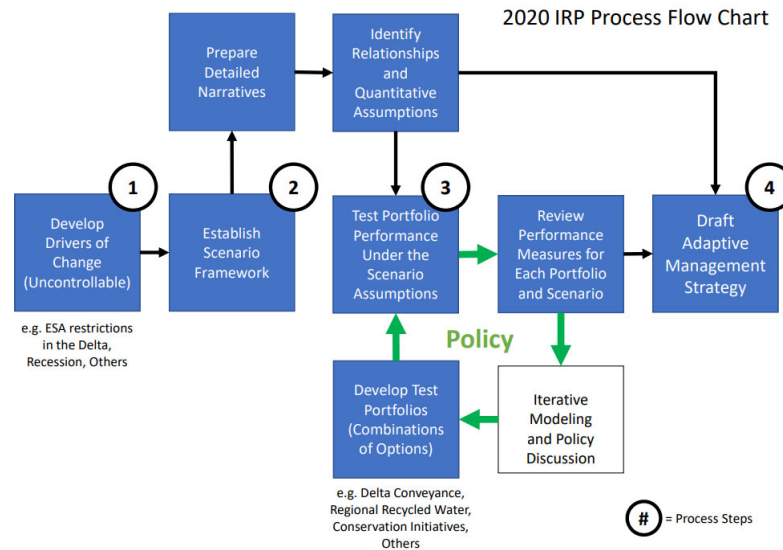 2020 IRP Process Flow Chart
Prepare
Detailed
Narratives
Identify
Relationships
and
Quantitative
Assumptions
1
Develop
Drivers of
Change
(Uncontrollable)
e.g. ESA restrictions
in the Delta,
Recession, Others
2
Establish
Scenario
Framework
3
Test Portfolio
Performance
Under the
Scenario
Assumptions
Review
Performance
Measures for
Each Portfolio
and Scenario
4
Draft
Adaptive
Management
Strategy
Policy
Develop Test
Portfolios
(Combinations
of Options)
e.g. Delta Conveyance,
Regional Recycled Water,
Conservation Initiatives,
Others
Iterative
Modeling
and Policy
Discussion
# = Process Steps